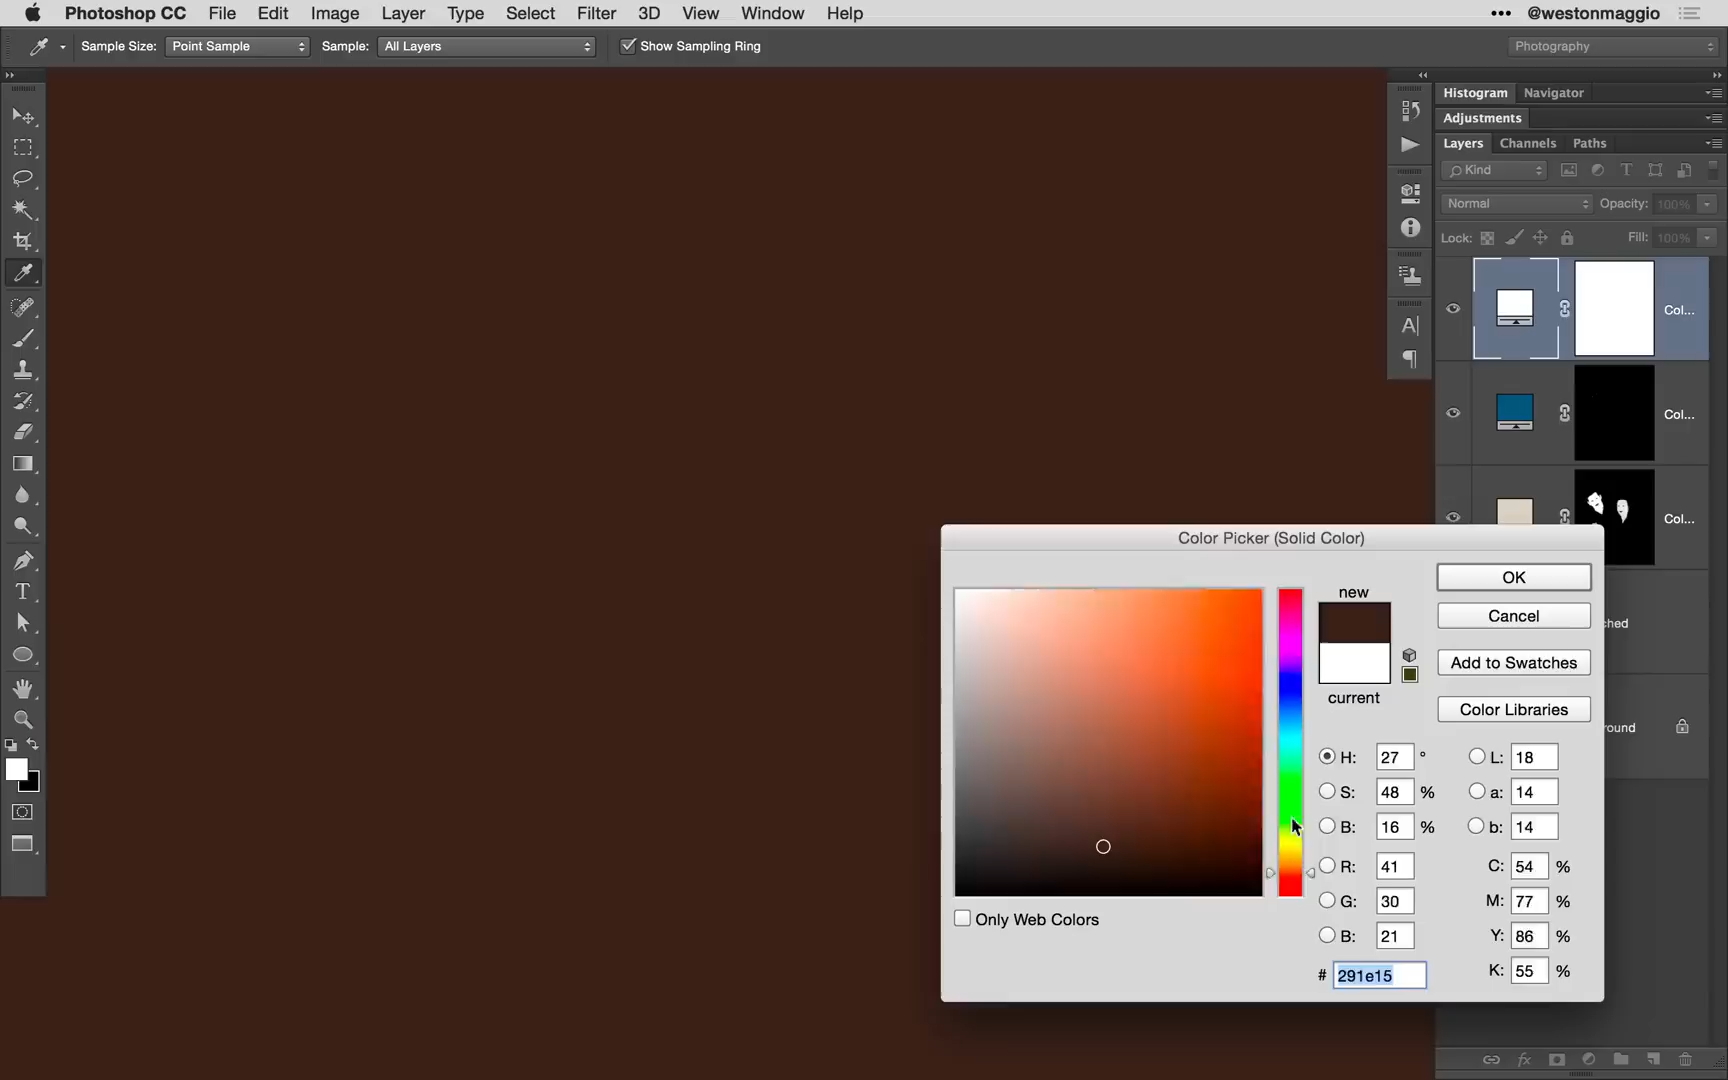 Photoshop CC File Edit Image Layer Type Select Filter 3D View Window Help ••• @westonmaggio
Sample Size: Point Sample Sample: All Layers Show Sampling Ring Photography
Histogram Navigator
Adjustments
Layers Channels Paths
Kind T
Normal Opacity: 100%
Lock: Fill: 100%
Col...
A|
¶
Col...
Col...
T
Color Picker (Solid Color)
OK
new
Cancel
ched
Add to Swatches
current
Color Libraries
round
H: 27 ° L: 18
S: 48 % a: 14
B: 16 % b: 14
R: 41 C: 54 %
G: 30 M: 77 %
Only Web Colors
B: 21 Y: 86 %
# 291e15 K: 55 %
fx